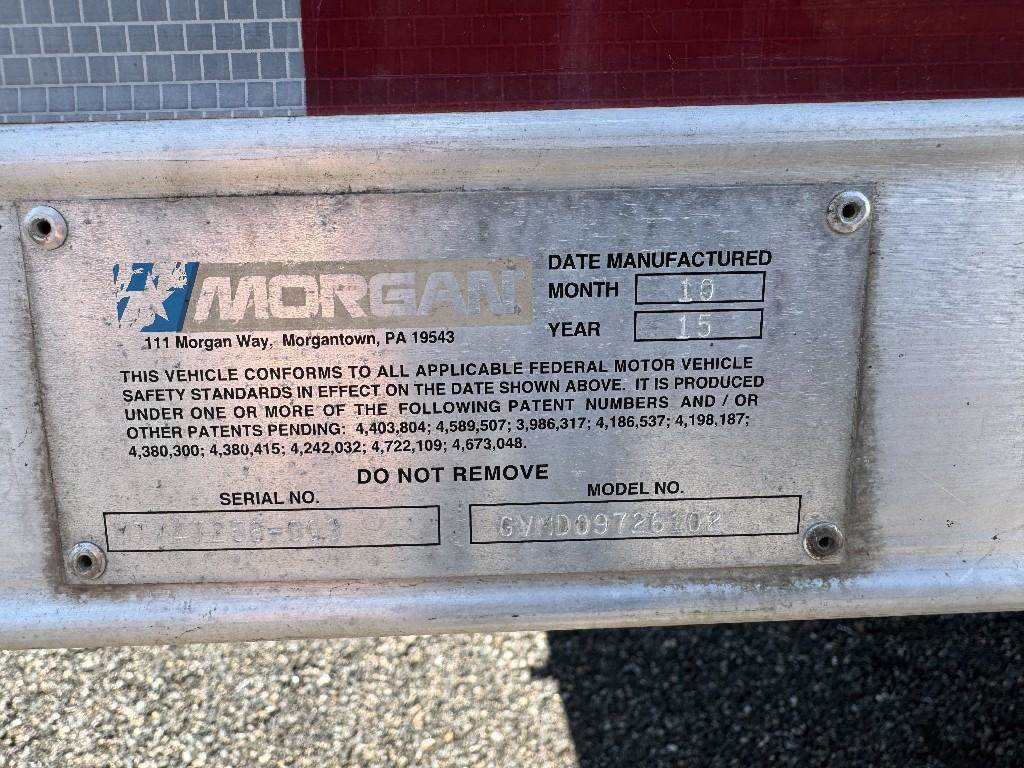 MORGAN
111 Morgan Way, Morgantown, PA 19543
DATE MANUFACTURED
MONTH 10
YEAR 15
THIS VEHICLE CONFORMS TO ALL APPLICABLE FEDERAL MOTOR VEHICLE
SAFETY STANDARDS IN EFFECT ON THE DATE SHOWN ABOVE. IT IS PRODUCED
UNDER ONE OR MORE OF THE FOLLOWING PATENT NUMBERS AND / OR
OTHER PATENTS PENDING: 4,403,804; 4,589,507; 3,986,317; 4,186,537; 4,198,187;
4,380,300; 4,380,415; 4,242,032; 4,722,109; 4,673,048.
DO NOT REMOVE
SERIAL NO.
MODEL NO.
GVMD09726102